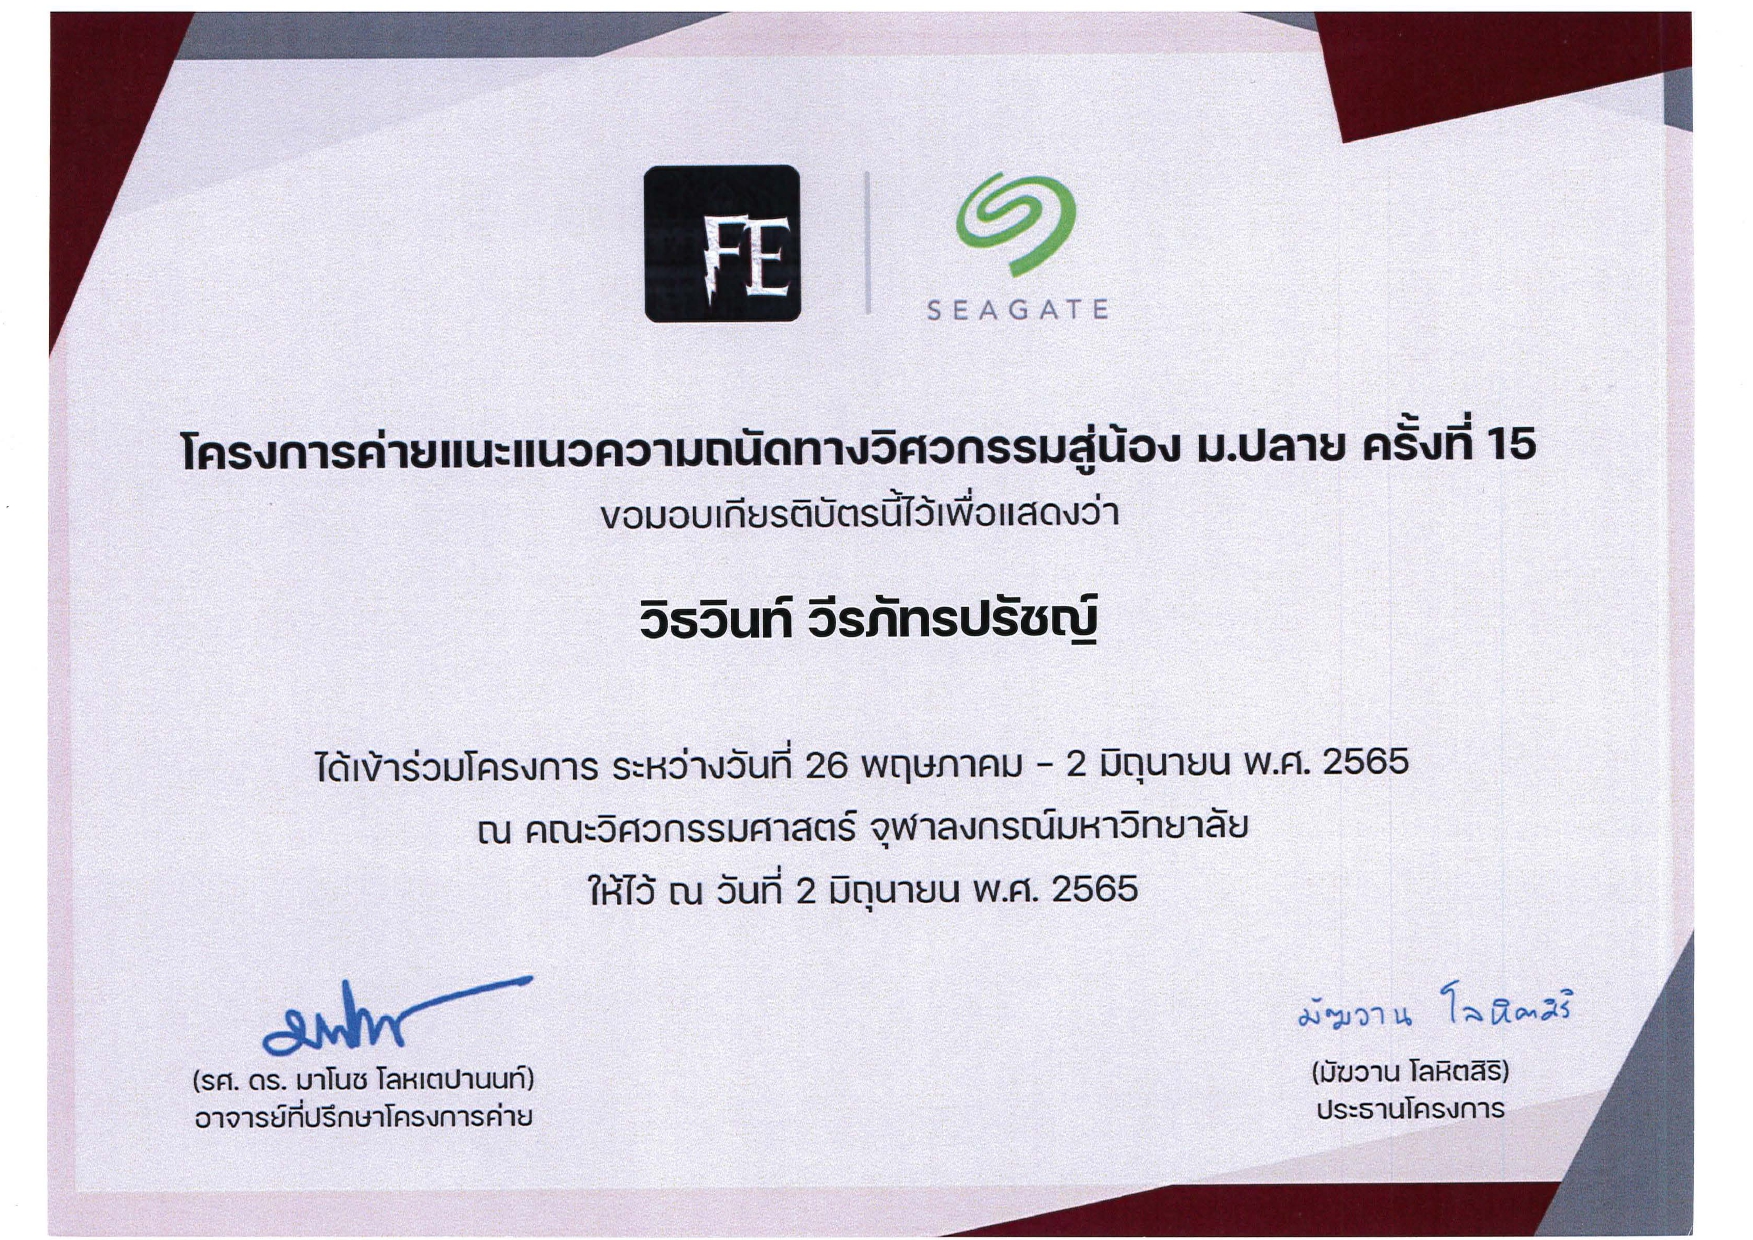 FE
SEAGATE
โครงการค่ายแนะแนวความถนัดทางวิศวกรรมสู่น้อง ม.ปลาย ครั้งที่ 15
ขอมอบเกียรติบัตรนี้ไว้เพื่อแสดงว่า
วิธวินท์ วีรภัทรปรัชญ์
ได้เข้าร่วมโครงการ ระหว่างวันที่ 26 พฤษภาคม - 2 มิถุนายน พ.ศ. 2565
ณ คณะวิศวกรรมศาสตร์ จุฬาลงกรณ์มหาวิทยาลัย
ให้ไว้ ณ วันที่ 2 มิถุนายน พ.ศ. 2565
มัฆวาน โลหิตสิริ
(รศ. ดร. มาโนช โลหเตปานนท์)
อาจารย์ที่ปรึกษาโครงการค่าย
(มัฆวาน โลหิตสิริ)
ประธานโครงการ